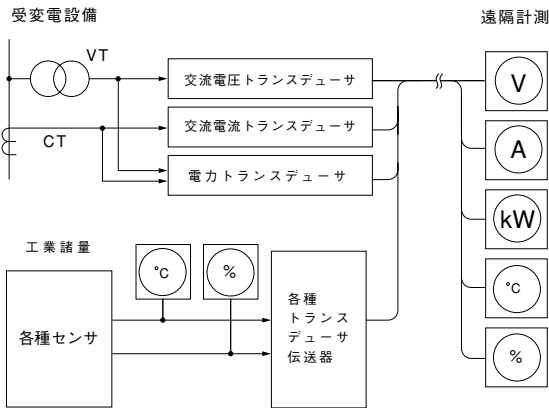 受変電設備
遠隔計測
VT
交流電圧トランスデューサ
V
交流電流トランスデューサ
CT
A
電力トランスデューサ
kW
工業諸量
°C
%
各種センサ
各種
トランス
デューサ
伝送器
°C
%